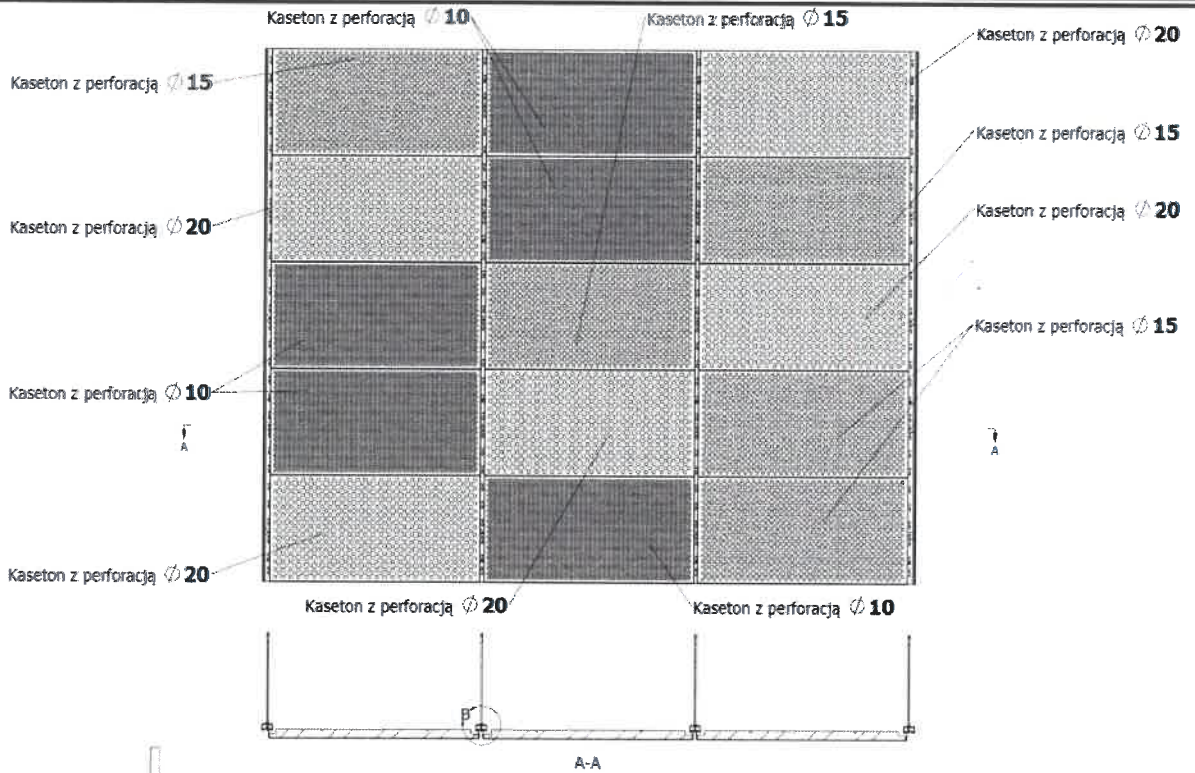 Kaseton z perforacją ∅ 10
Kaseton z perforacją ∅ 15
Kaseton z perforacją ∅ 20
Kaseton z perforacją ∅ 15
Kaseton z perforacją ∅ 15
Kaseton z perforacją ∅ 20
Kaseton z perforacją ∅ 20
Kaseton z perforacją ∅ 15
Kaseton z perforacją ∅ 10
A
A
Kaseton z perforacją ∅ 20
Kaseton z perforacją ∅ 20
Kaseton z perforacją ∅ 10
B
A-A